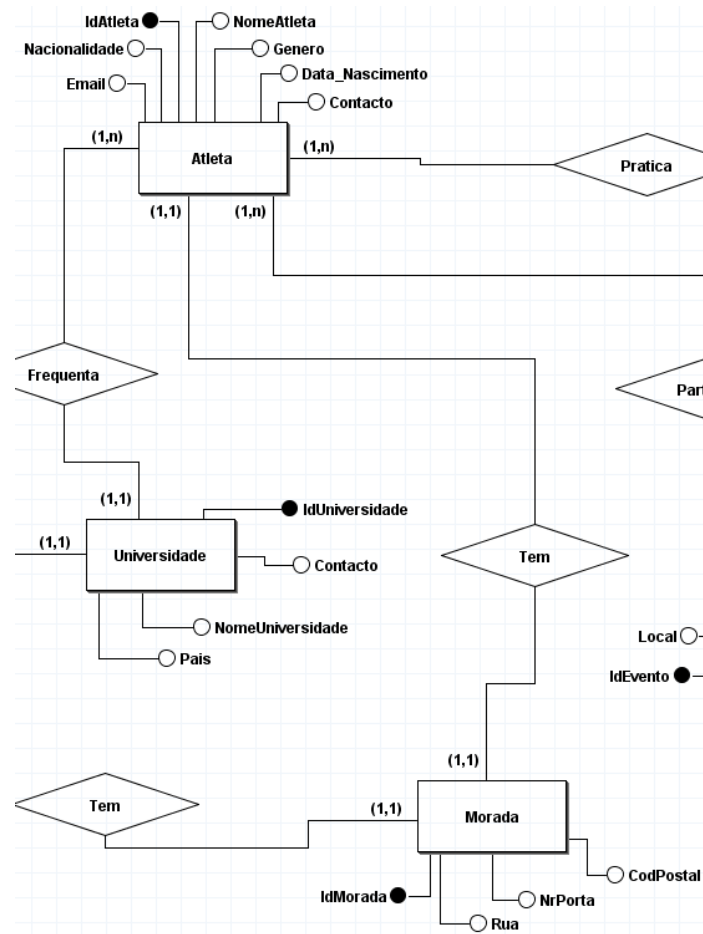 IdAtleta
NomeAtleta
Nacionalidade
Genero
Email
Data_Nascimento
Contacto
(1,n)
Atleta
(1,n)
Pratica
(1,1)
(1,n)
Frequenta
Part
(1,1)
IdUniversidade
(1,1)
Universidade
Contacto
Tem
NomeUniversidade
Pais
Local
IdEvento
(1,1)
Tem
(1,1)
Morada
CodPostal
IdMorada
NrPorta
Rua